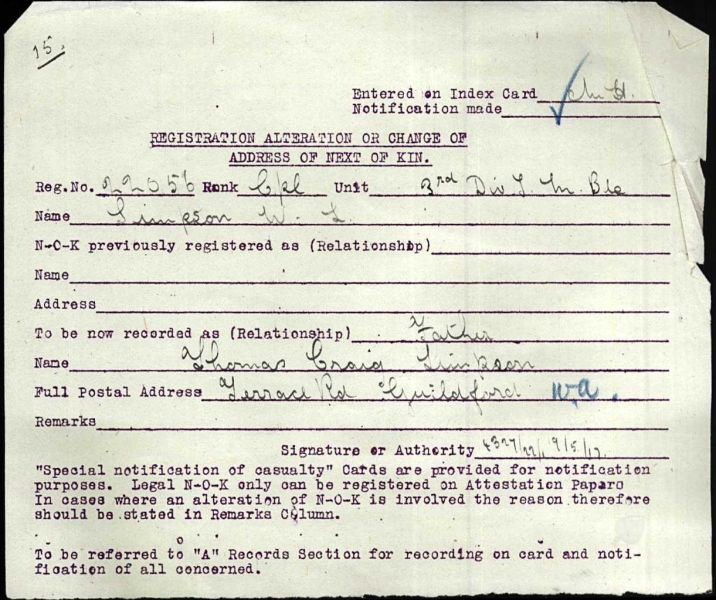 15.
Entered on Index Card
Notification made
REGISTRATION ALTERATION OR CHANGE OF
ADDRESS OF NEXT OF KIN.
Reg.No. 22056 Rank Cpl Unit 3rd Div T. M. Bde
Name Simpson W. L.
N-O-K previously registered as (Relationship)
Name
Address
To be now recorded as (Relationship) Father
Name Thomas Craig Simpson
Full Postal Address Terrace Rd Guildford W.A.
Remarks
Signature or Authority 9/5/17
"Special notification of casualty" Cards are provided for notification
purposes. Legal N-O-K only can be registered on Attestation Papero
In cases where an alteration of N-O-K is involved the reason therefore
should be stated in Remarks Column.
To be referred to "A" Records Section for recording on card and noti-
fication of all concerned.